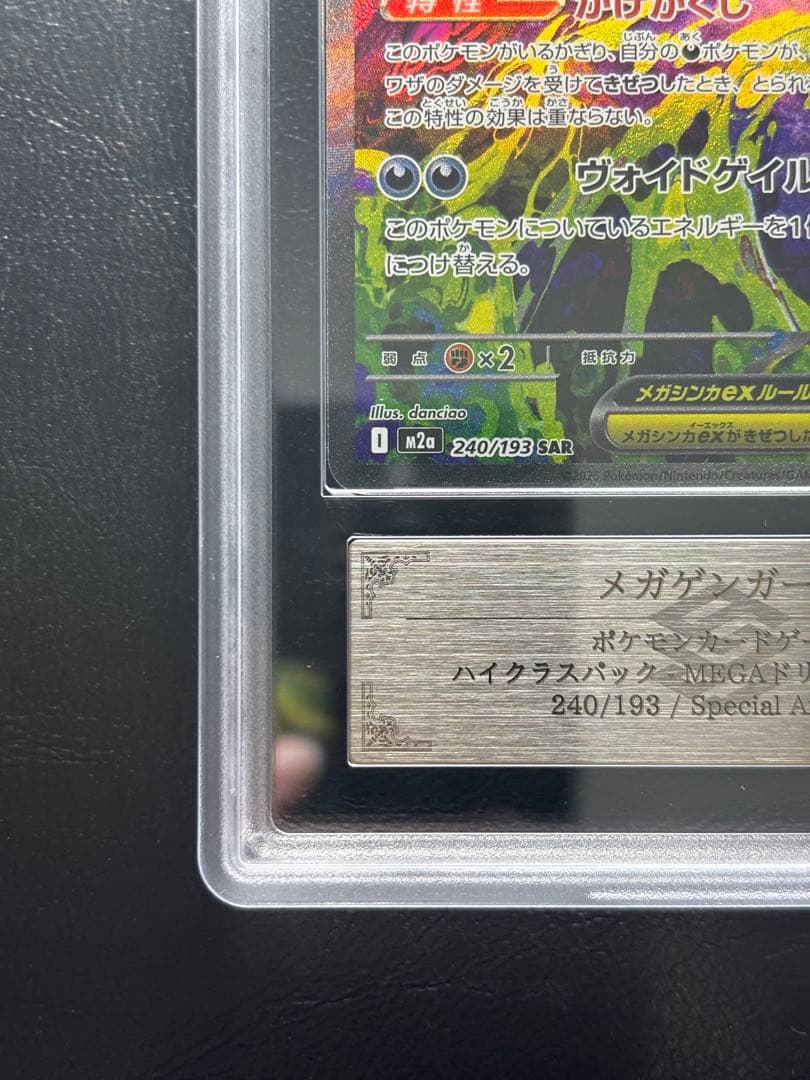 特性 かげかくし
このポケモンがいるかぎり、自分のポケモンが、
ワザのダメージを受けてきぜつしたとき、とられ
この特性の効果は重ならない。
ヴォイドゲイル
このポケモンについているエネルギーを1個
につけ替える。
弱点 ×2 抵抗力
メガシンカexルール
メガシンカexがきぜつした
Illus. danciao
I m2a 240/193 SAR
©2025 Pokémon/Nintendo/Creatures/GA
メガゲンガー
ポケモンカードゲ
ハイクラスパック - MEGAドリ
240/193 / Special A